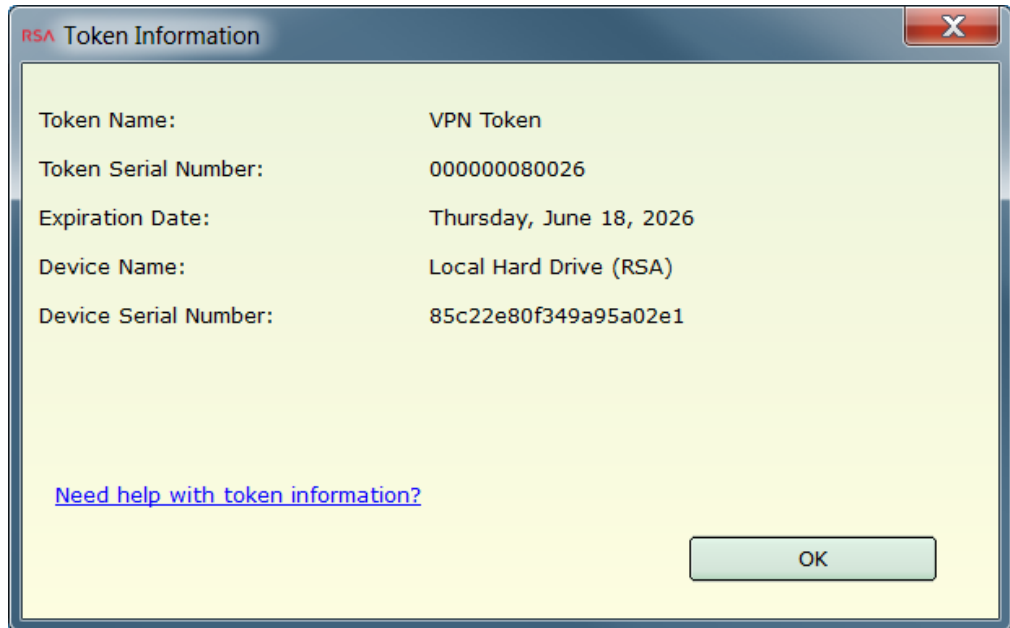 RSA Token Information
Token Name: VPN Token
Token Serial Number: 000000080026
Expiration Date: Thursday, June 18, 2026
Device Name: Local Hard Drive (RSA)
Device Serial Number: 85c22e80f349a95a02e1
Need help with token information?
OK